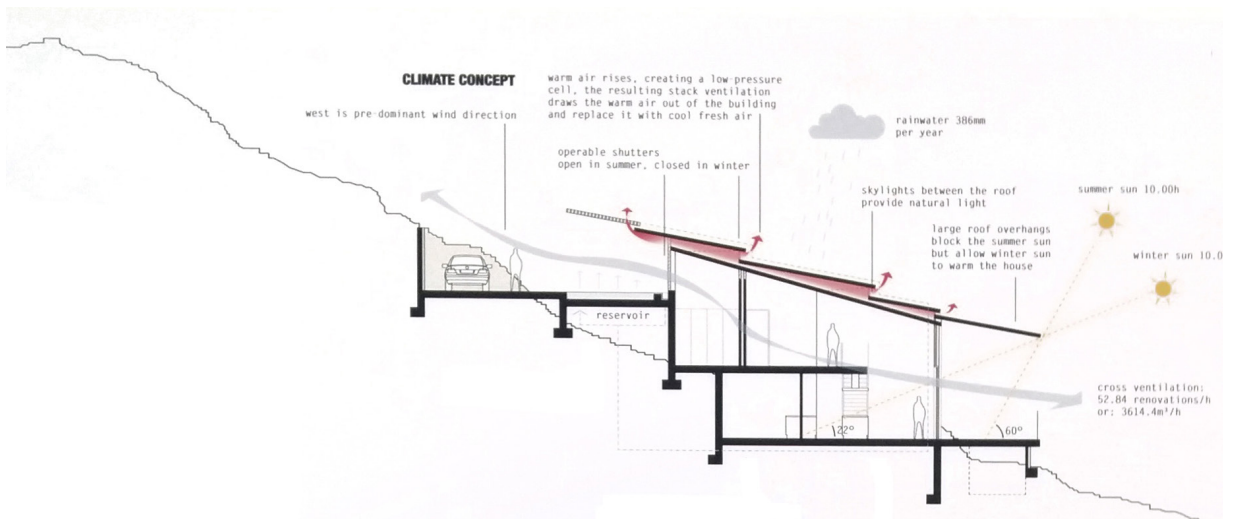 CLIMATE CONCEPT
west is pre-dominant wind direction
warm air rises, creating a low-pressure
cell, the resulting stack ventilation
draws the warm air out of the building
and replace it with cool fresh air
operable shutters
open in summer, closed in winter
rainwater 386mm
per year
skylights between the roof
provide natural light
large roof overhangs
block the summer sun
but allow winter sun
to warm the house
summer sun 10.00h
winter sun 10.0
reservoir
22°
60°
cross ventilation:
52.84 renovations/h
or: 3614.4m³/h